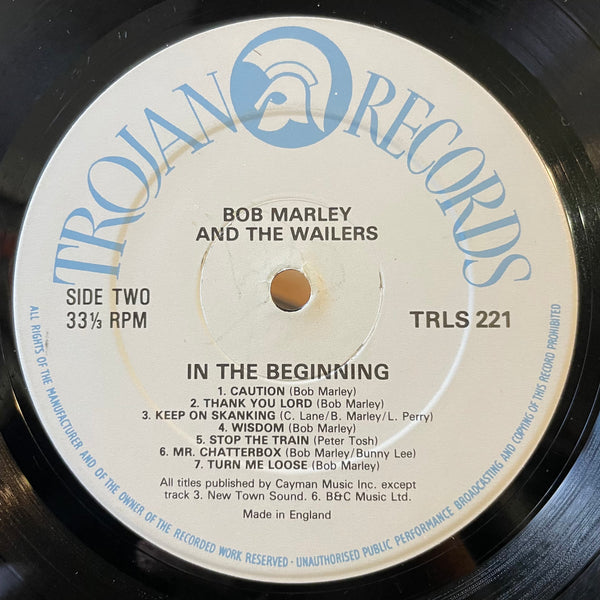 TROJAN RECORDS
BOB MARLEY
AND THE WAILERS
SIDE TWO
33⅓ RPM
TRLS 221
IN THE BEGINNING
1. CAUTION (Bob Marley)
2. THANK YOU LORD (Bob Marley)
3. KEEP ON SKANKING (C. Lane/B. Marley/L. Perry)
4. WISDOM (Bob Marley)
5. STOP THE TRAIN (Peter Tosh)
6. MR. CHATTERBOX (Bob Marley/Bunny Lee)
7. TURN ME LOOSE (Bob Marley)
All titles published by Cayman Music Inc. except
track 3. New Town Sound. 6. B&C Music Ltd.
Made in England
ALL RIGHTS OF THE MANUFACTURER AND OF THE OWNER OF THE RECORDED WORK RESERVED · UNAUTHORISED PUBLIC PERFORMANCE BROADCASTING AND COPYING OF THIS RECORD PROHIBITED